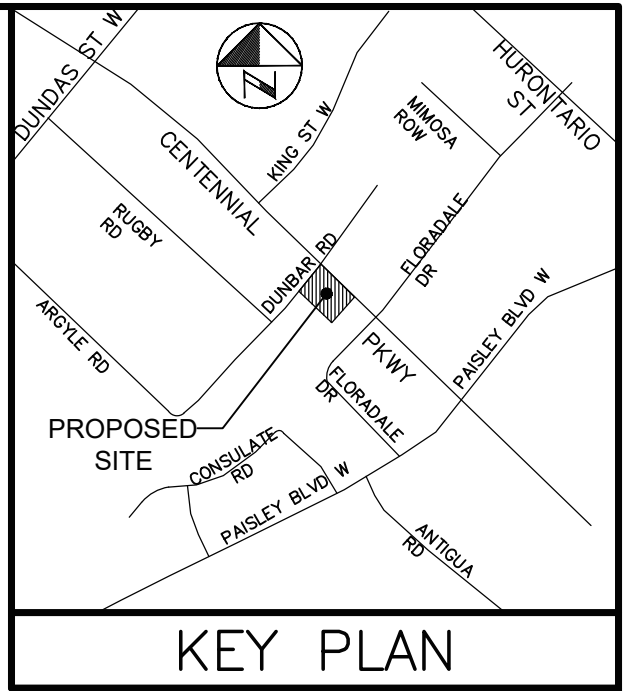 DUNDAS ST W
N
HURONTARIO
ST
KING ST W
MIMOSA
ROW
CENTENNIAL
RUGBY
RD
DUNBAR RD
FLORADALE
DR
ARGYLE RD
PKWY
PAISLEY BLVD W
FLORADALE
DR
PROPOSED
SITE
CONSULATE
RD
PAISLEY BLVD W
ANTIGUA
RD
KEY PLAN